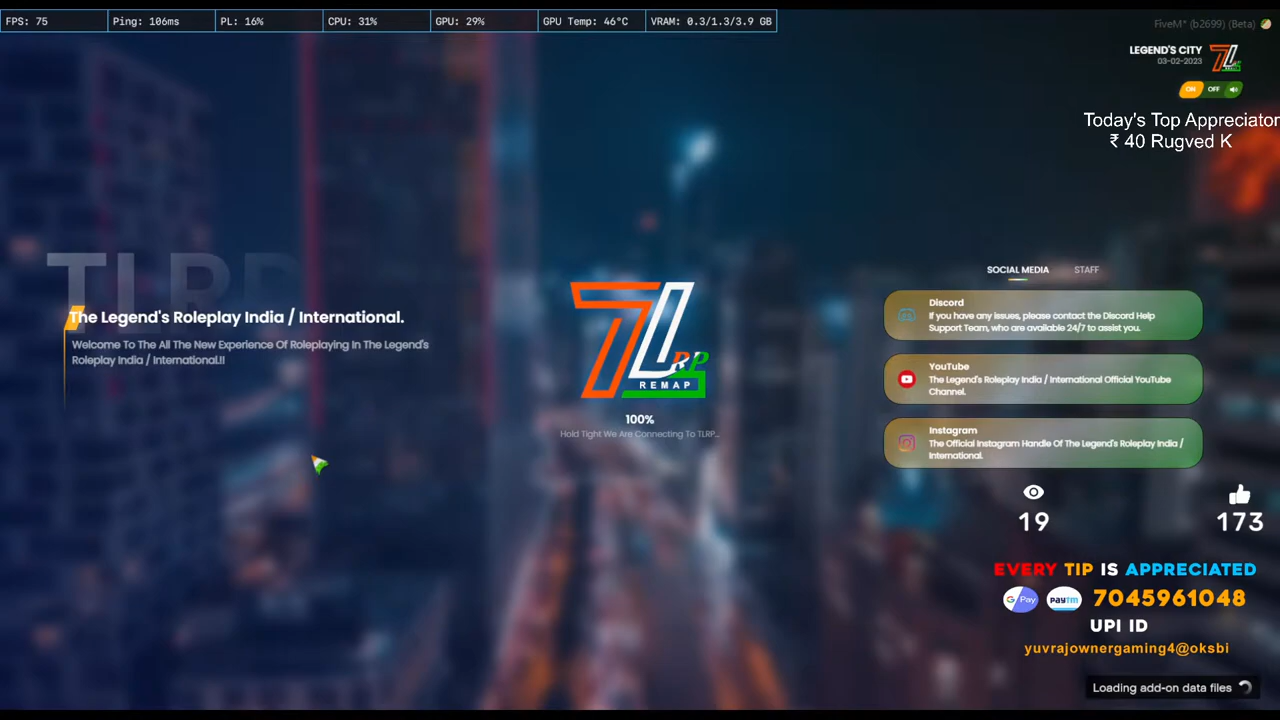 FPS: 75
Ping: 106ms
PL: 16%
CPU: 31%
GPU: 29%
GPU Temp: 46°C
VRAM: 0.3/1.3/3.9 GB
FiveM* (b2699) (Beta)
LEGEND'S CITY
03-02-2023
ON OFF
Today's Top Appreciator
₹ 40 Rugved K
TLRP
The Legend's Roleplay India / International.
Welcome To The All The New Experience Of Roleplaying In The Legend's
Roleplay India / International.!!
TL RP
REMAP
100%
Hold Tight We Are Connecting To TLRP...
SOCIAL MEDIA STAFF
Discord
If you have any issues, please contact the Discord Help
Support Team, who are available 24/7 to assist you.
YouTube
The Legend's Roleplay India / International Official YouTube
Channel.
Instagram
The Official Instagram Handle Of The Legend's Roleplay India /
International.
19
173
EVERY TIP IS APPRECIATED
G Pay paytm 7045961048
UPI ID
yuvrajownergaming4@oksbi
Loading add-on data files